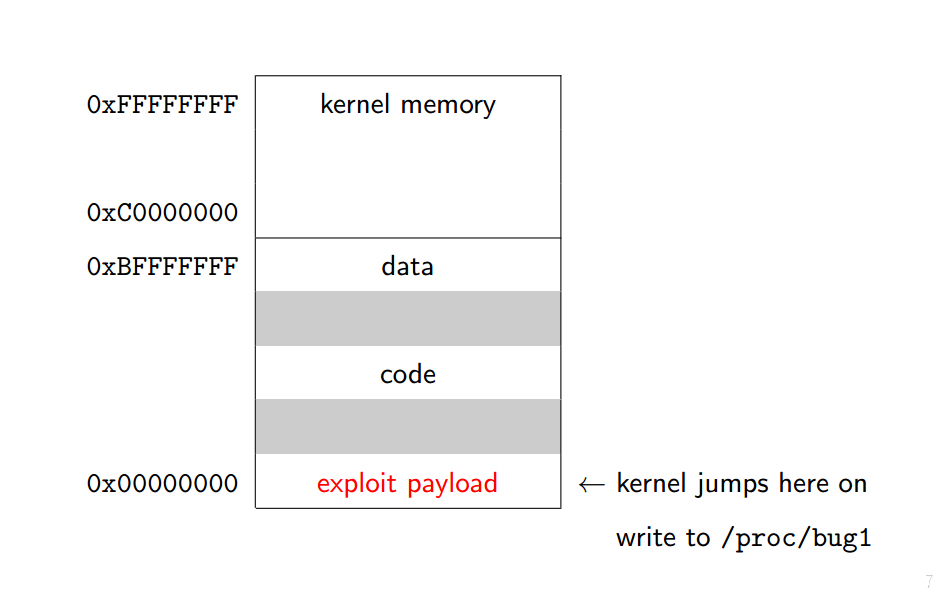 0xFFFFFFFF kernel memory
0xC0000000
0xBFFFFFFF data
code
0x00000000 exploit payload ← kernel jumps here on
write to /proc/bug1
7